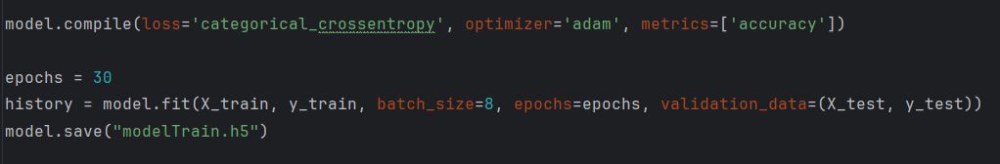 model.compile(loss='categorical_crossentropy', optimizer='adam', metrics=['accuracy'])
epochs = 30
history = model.fit(X_train, y_train, batch_size=8, epochs=epochs, validation_data=(X_test, y_test))
model.save("modelTrain.h5")